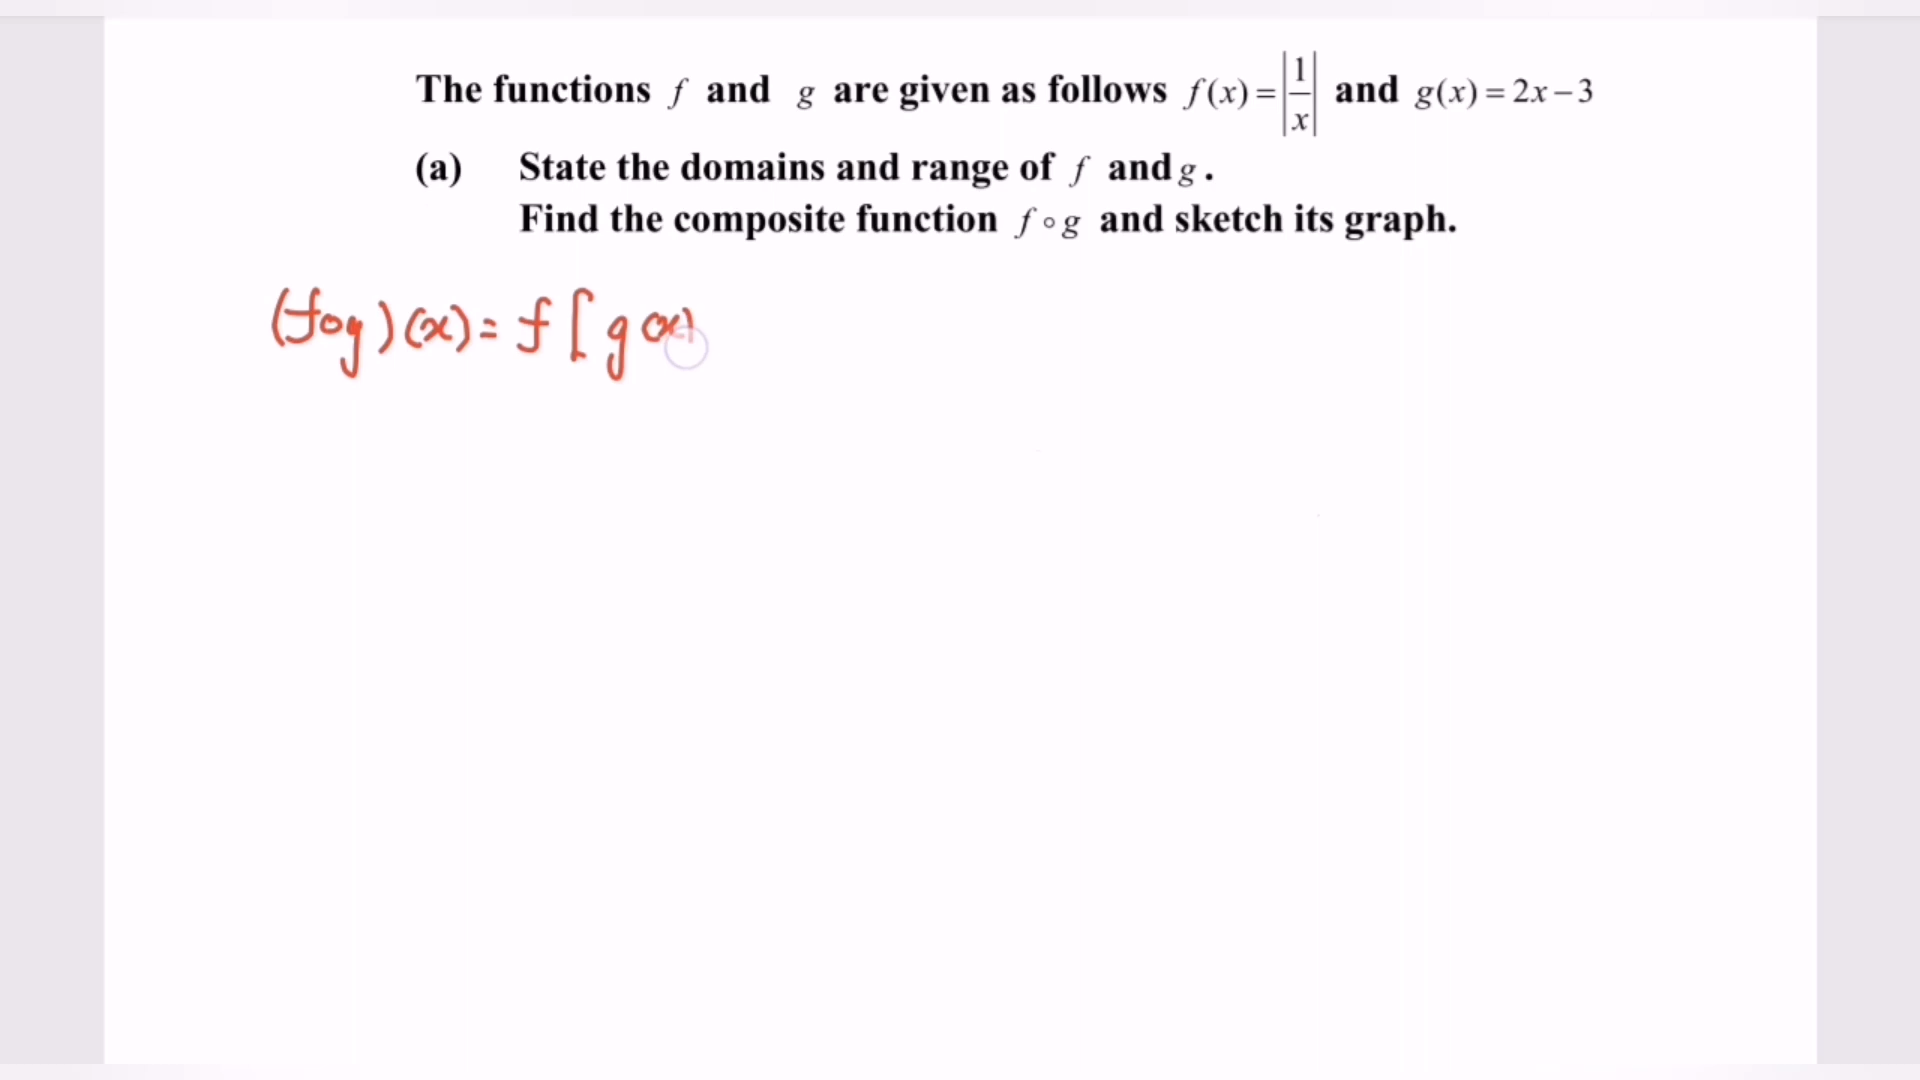 The functions f and g are given as follows f(x)=|1/x| and g(x)=2x−3
(a) State the domains and range of f and g.
Find the composite function f∘g and sketch its graph.
(fog)(x)=f[g(x)